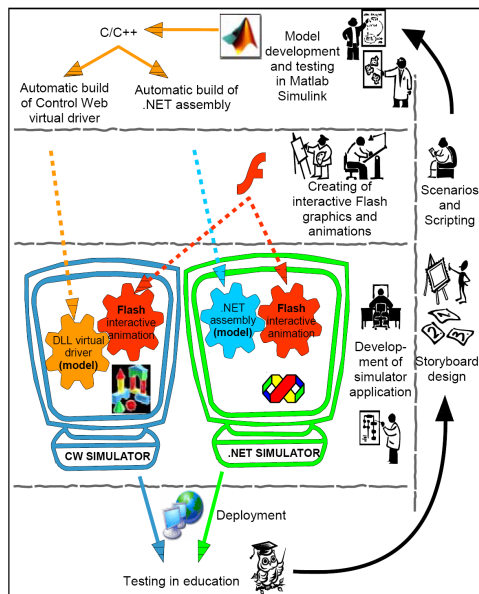 C/C++
Model
development
and testing
in Matlab
Simulink
Automatic build
of Control Web
virtual driver
Automatic build of
.NET assembly
Creating of
interactive Flash
graphics and
animations
Scenarios
and
Scripting
Flash
interactive
animation
DLL virtual
driver
(model)
.NET
assembly
(model)
Flash
interactive
animation
Develop-
ment of
simulator
application
Storyboard
design
CW SIMULATOR
.NET SIMULATOR
Deployment
Testing in education